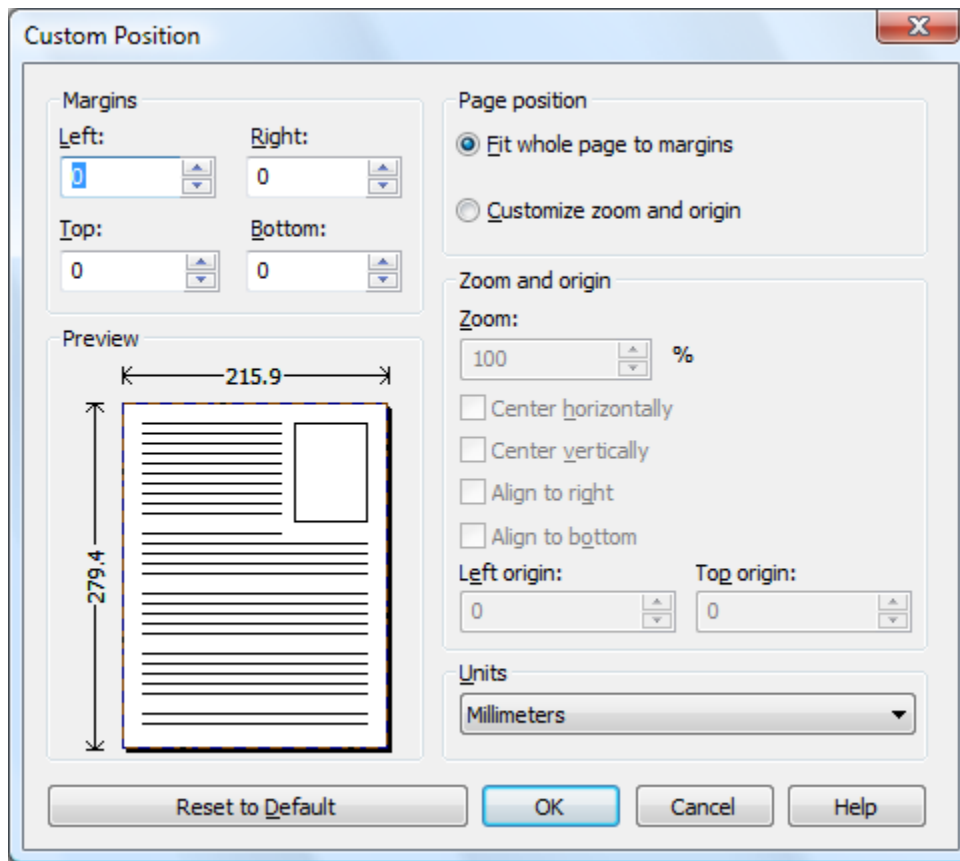 Custom Position
Margins
Left:
Right:
0
0
Top:
Bottom:
0
0
Preview
215.9
279.4
Page position
Fit whole page to margins
Customize zoom and origin
Zoom and origin
Zoom:
100 %
Center horizontally
Center vertically
Align to right
Align to bottom
Left origin:
Top origin:
0
0
Units
Millimeters
Reset to Default
OK
Cancel
Help